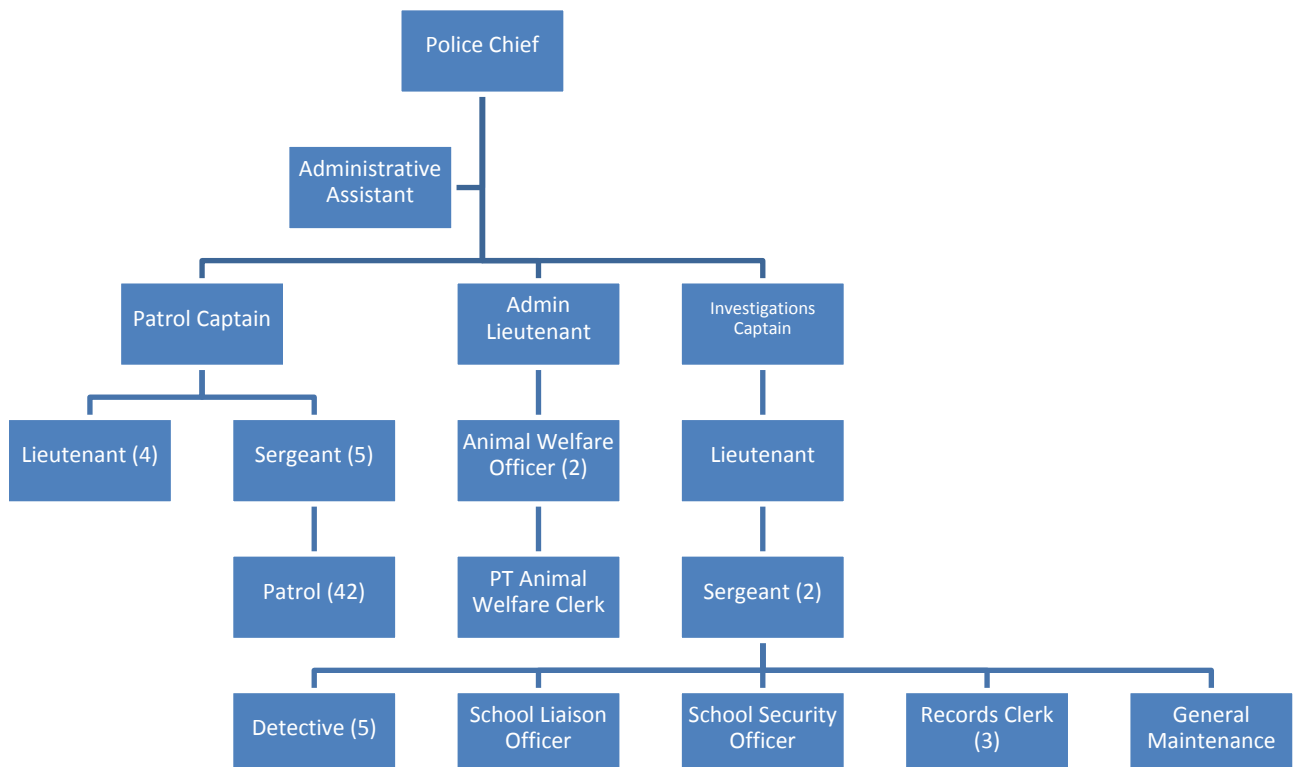 Police Chief
Administrative
Assistant
Patrol Captain
Admin
Lieutenant
Investigations
Captain
Lieutenant (4)
Sergeant (5)
Animal Welfare
Officer (2)
Lieutenant
Patrol (42)
PT Animal
Welfare Clerk
Sergeant (2)
Detective (5)
School Liaison
Officer
School Security
Officer
Records Clerk
(3)
General
Maintenance